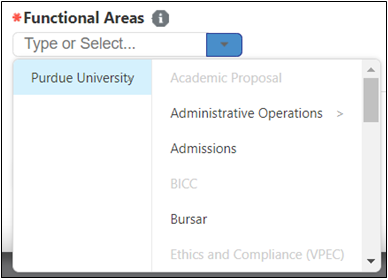 *Functional Areas i
Type or Select...
Purdue University
Academic Proposal
Administrative Operations >
Admissions
BICC
Bursar
Ethics and Compliance (VPEC)